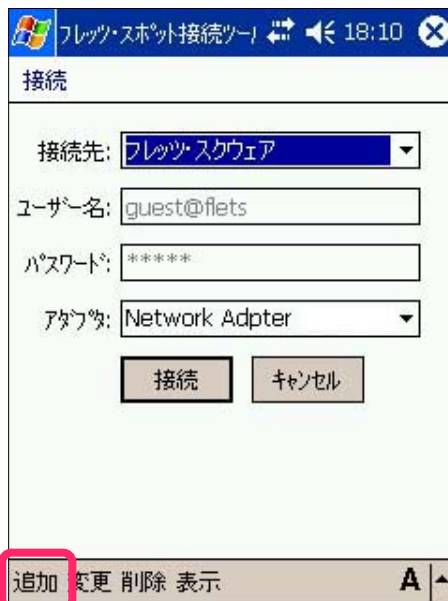 フレッツ・スポット接続ツール 18:10
接続
接続先: フレッツ・スクウェア
ユーザー名: guest@flets
パスワード: *****
アダプタ: Network Adpter
接続 キャンセル
追加 変更 削除 表示 A